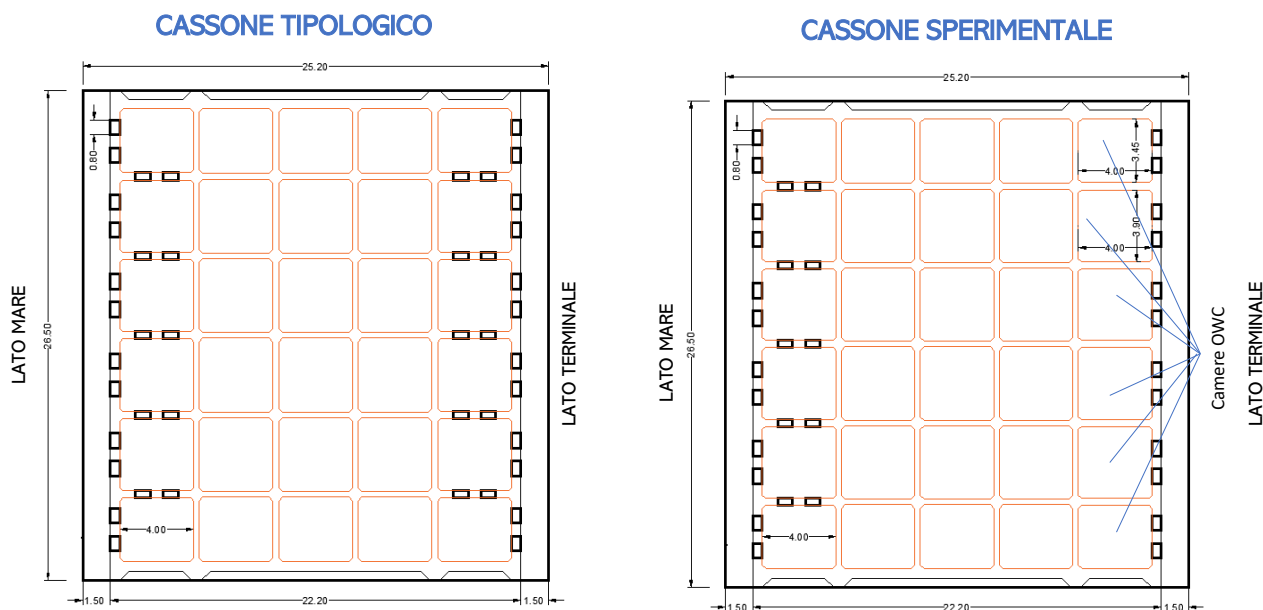 CASSONE TIPOLOGICO
25.20
0.80
LATO MARE
26.50
LATO TERMINALE
4.00
1.50
22.20
1.50
CASSONE SPERIMENTALE
25.20
0.80
3.45
4.00
3.90
4.00
LATO MARE
26.50
Camere OWC
LATO TERMINALE
4.00
1.50
22.20
1.50